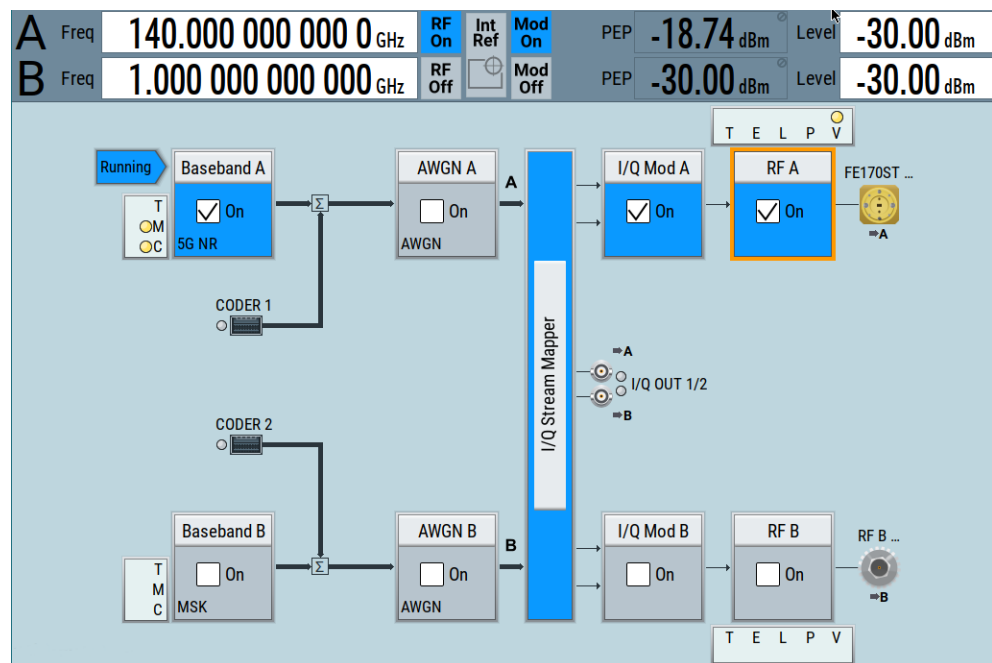 A Freq 140.000 000 000 0 GHz RF On Int Ref Mod On PEP -18.74 dBm Level -30.00 dBm
B Freq 1.000 000 000 000 GHz RF Off Mod Off PEP -30.00 dBm Level -30.00 dBm
T E L P V
Running Baseband A AWGN A A I/Q Mod A RF A FE170ST ...
T
M
C
On On On On
5G NR AWGN
➡A
CODER 1
I/Q Stream Mapper
➡A
I/Q OUT 1/2
➡B
CODER 2
Baseband B AWGN B B I/Q Mod B RF B RF B ...
T
M
C
On On On On
MSK AWGN
➡B
T E L P V
Σ
Σ